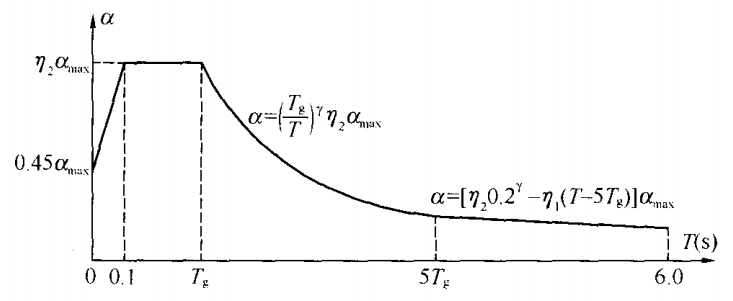 α
η₂α_max
α=(T_g/T)^γ η₂α_max
0.45α_max
α=[η₂0.2^γ−η₁(T−5T_g)]α_max
T(s)
0 0.1 T_g 5T_g 6.0